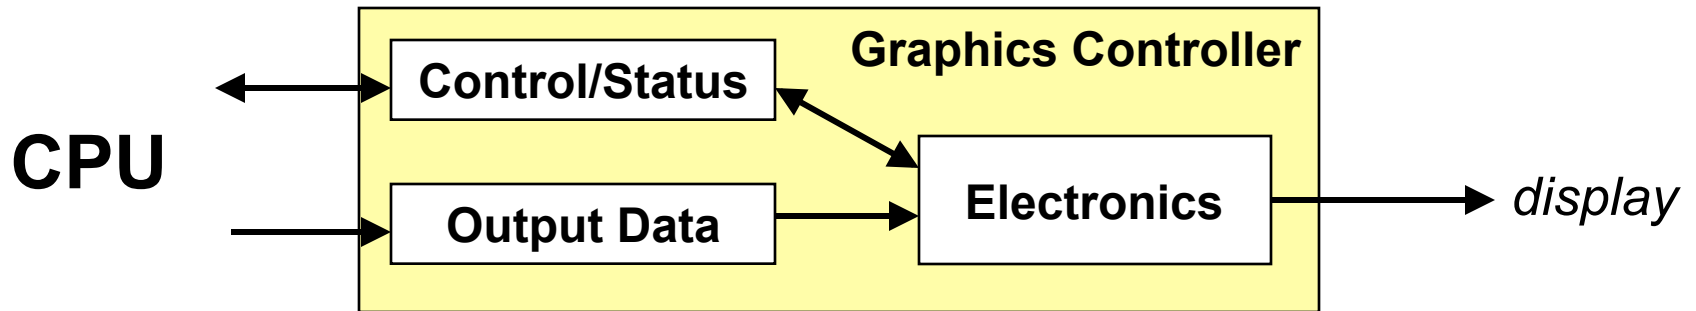 Graphics Controller
Control/Status
CPU
Output Data
Electronics
display